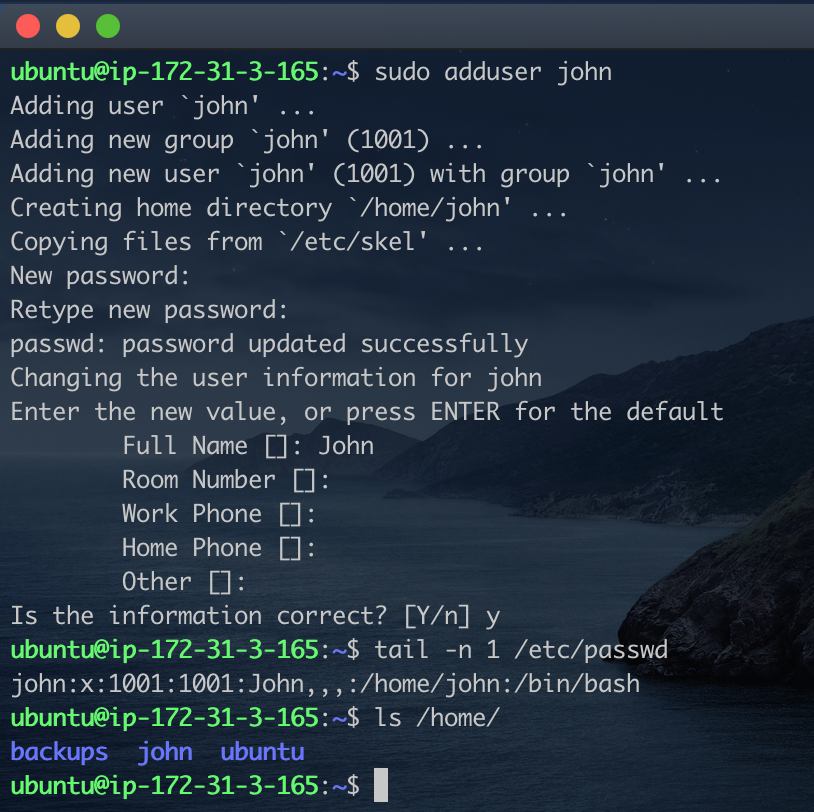 ubuntu@ip-172-31-3-165:~$ sudo adduser john
Adding user `john' ...
Adding new group `john' (1001) ...
Adding new user `john' (1001) with group `john' ...
Creating home directory `/home/john' ...
Copying files from `/etc/skel' ...
New password:
Retype new password:
passwd: password updated successfully
Changing the user information for john
Enter the new value, or press ENTER for the default
        Full Name []: John
        Room Number []:
        Work Phone []:
        Home Phone []:
        Other []:
Is the information correct? [Y/n] y
ubuntu@ip-172-31-3-165:~$ tail -n 1 /etc/passwd
john:x:1001:1001:John,,,:/home/john:/bin/bash
ubuntu@ip-172-31-3-165:~$ ls /home/
backups  john  ubuntu
ubuntu@ip-172-31-3-165:~$